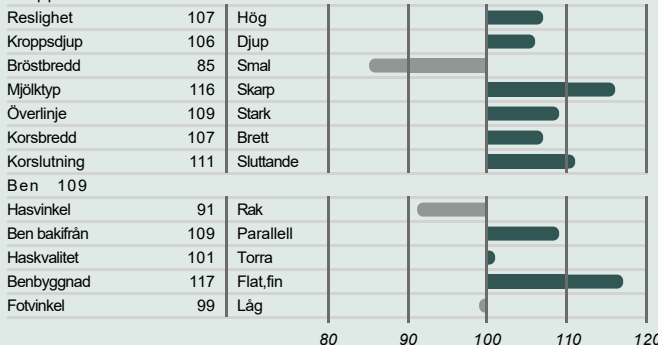 Reslighet 107 Hög
Kroppsdjup 106 Djup
Bröstbredd 85 Smal
Mjölktyp 116 Skarp
Överlinje 109 Stark
Korsbredd 107 Brett
Korslutning 111 Sluttande
Ben 109
Hasvinkel 91 Rak
Ben bakifrån 109 Parallell
Haskvalitet 101 Torra
Benbyggnad 117 Flat,fin
Fotvinkel 99 Låg
80 90 100 110 120